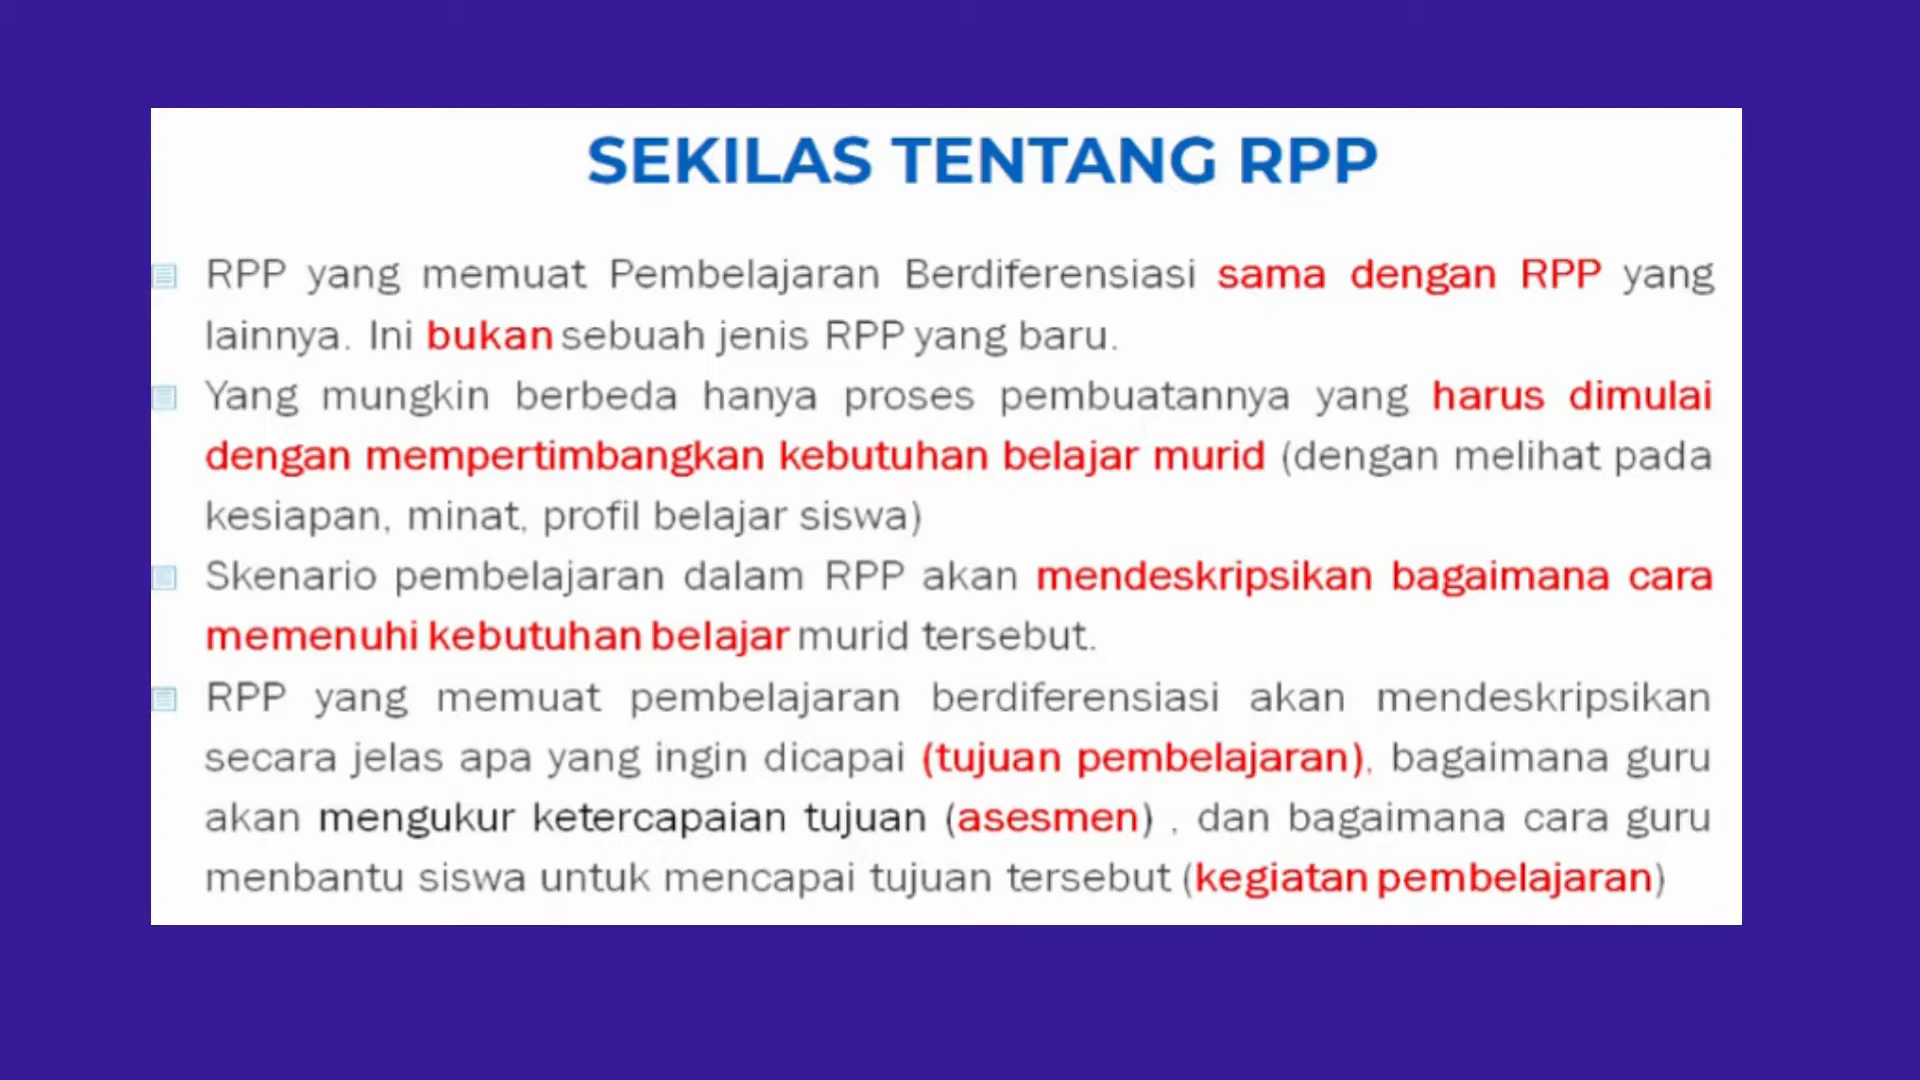 SEKILAS TENTANG RPP
RPP yang memuat Pembelajaran Berdiferensiasi sama dengan RPP yang
lainnya. Ini bukan sebuah jenis RPP yang baru.
Yang mungkin berbeda hanya proses pembuatannya yang harus dimulai
dengan mempertimbangkan kebutuhan belajar murid (dengan melihat pada
kesiapan, minat, profil belajar siswa)
Skenario pembelajaran dalam RPP akan mendeskripsikan bagaimana cara
memenuhi kebutuhan belajar murid tersebut.
RPP yang memuat pembelajaran berdiferensiasi akan mendeskripsikan
secara jelas apa yang ingin dicapai (tujuan pembelajaran), bagaimana guru
akan mengukur ketercapaian tujuan (asesmen) , dan bagaimana cara guru
menbantu siswa untuk mencapai tujuan tersebut (kegiatan pembelajaran)